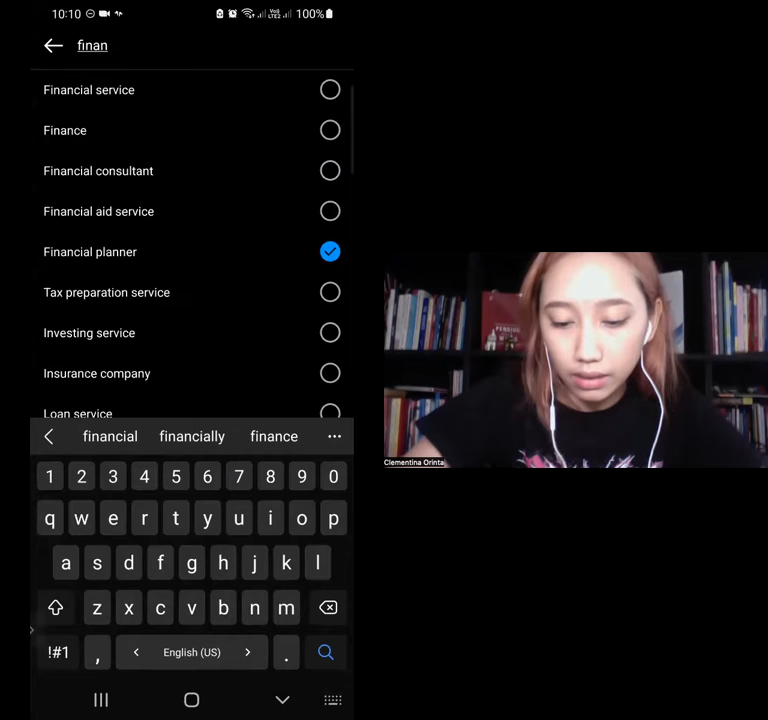 10:10
VoB
LTE2
100%
finan
Financial service
Finance
Financial consultant
Financial aid service
Financial planner
Tax preparation service
Investing service
Insurance company
Loan service
financial financially finance
1 2 3 4 5 6 7 8 9 0
q w e r t y u i o p
a s d f g h j k l
z x c v b n m
!#1 , English (US) .
Clementina Orinta